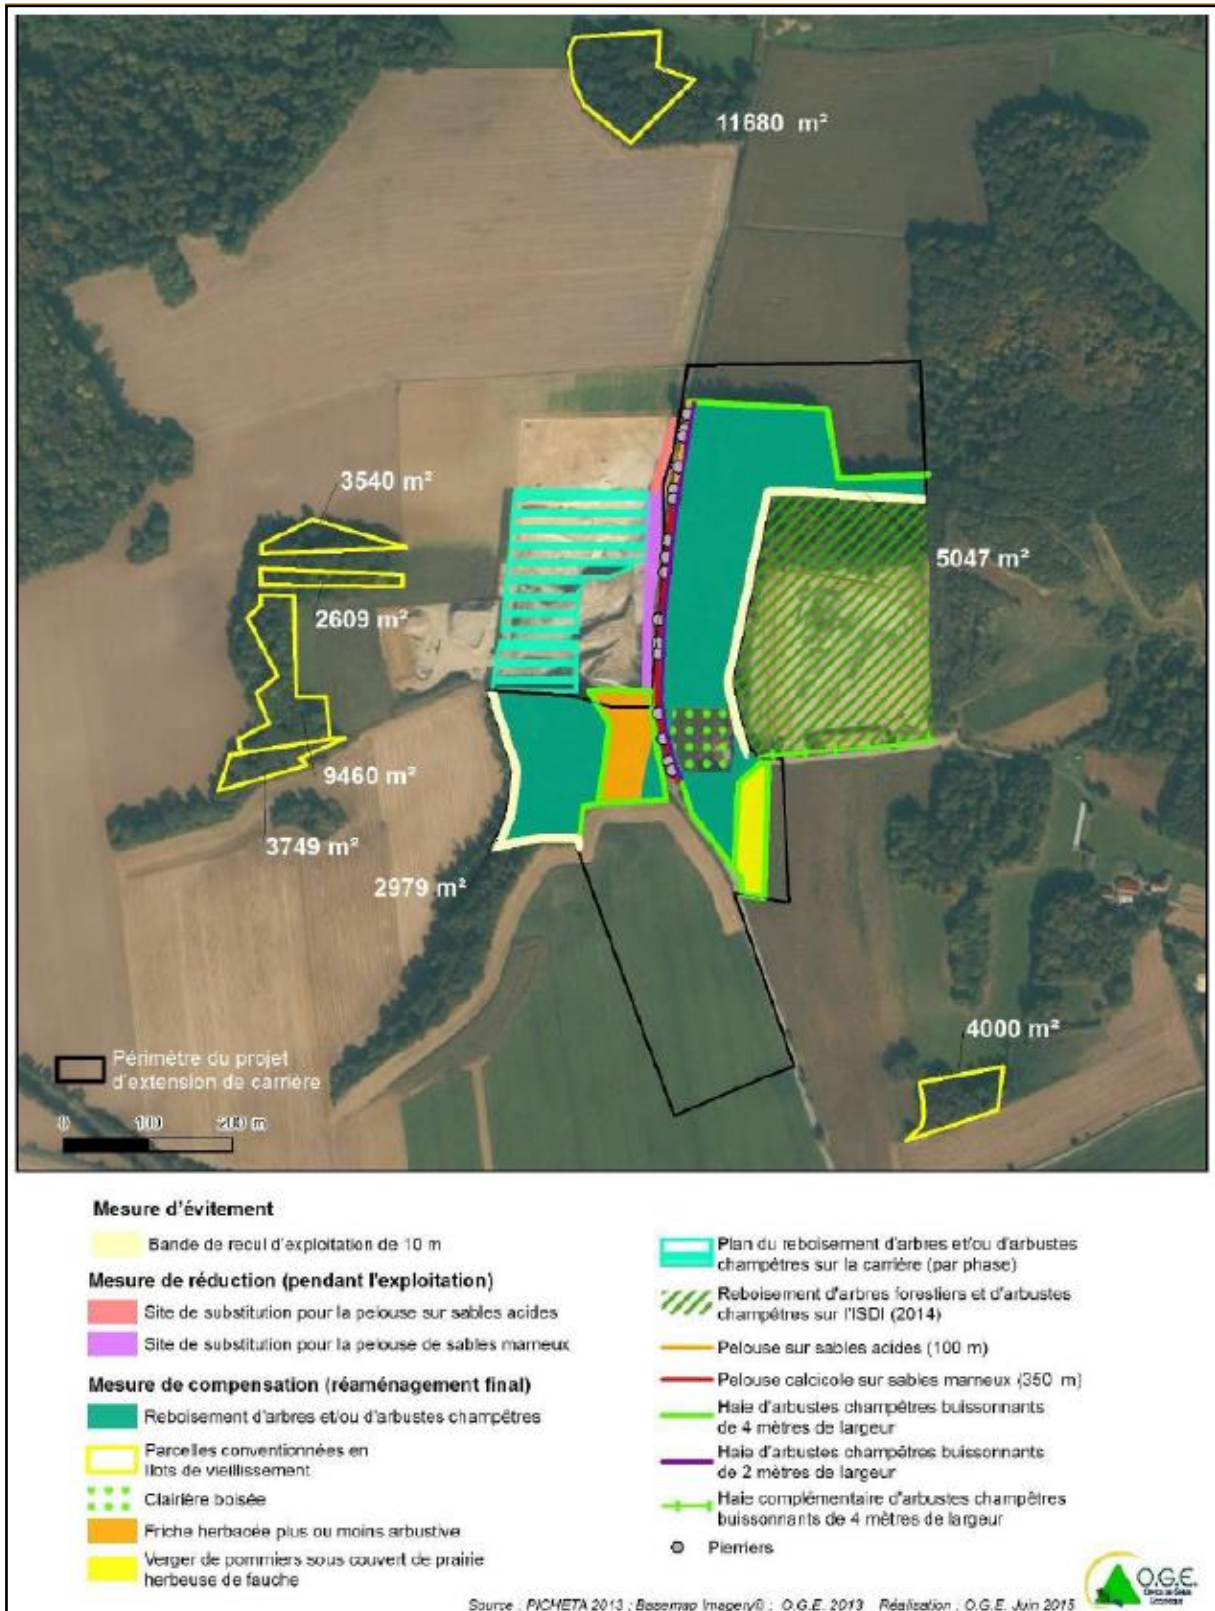 11680 m²
3540 m²
5047 m²
2609 m²
9460 m²
3749 m²
2979 m²
4000 m²
Périmètre du projet
d'extension de carrière
0 100 200 m
Mesure d'évitement
Bande de recul d'exploitation de 10 m
Mesure de réduction (pendant l'exploitation)
Site de substitution pour la pelouse sur sables acides
Site de substitution pour la pelouse de sables marneux
Mesure de compensation (réaménagement final)
Reboisement d'arbres et/ou d'arbustes champêtres
Parcelles conventionnées en
îlots de vieillissement
Clairière boisée
Friche herbacée plus ou moins arbustive
Verger de pommiers sous couvert de prairie
herbeuse de fauche
Plan du reboisement d'arbres et/ou d'arbustes
champêtres sur la carrière (par phase)
Reboisement d'arbres forestiers et d'arbustes
champêtres sur l'ISDI (2014)
Pelouse sur sables acides (100 m)
Pelouse calcicole sur sables marneux (350 m)
Haie d'arbustes champêtres buissonnants
de 4 mètres de largeur
Haie d'arbustes champêtres buissonnants
de 2 mètres de largeur
Haie complémentaire d'arbustes champêtres
buissonnants de 4 mètres de largeur
Pierriers
O.G.E.
Source : PICHETA 2013 ; Basemap Imagery© ; O.G.E. 2013 Réalisation : O.G.E. Juin 2015